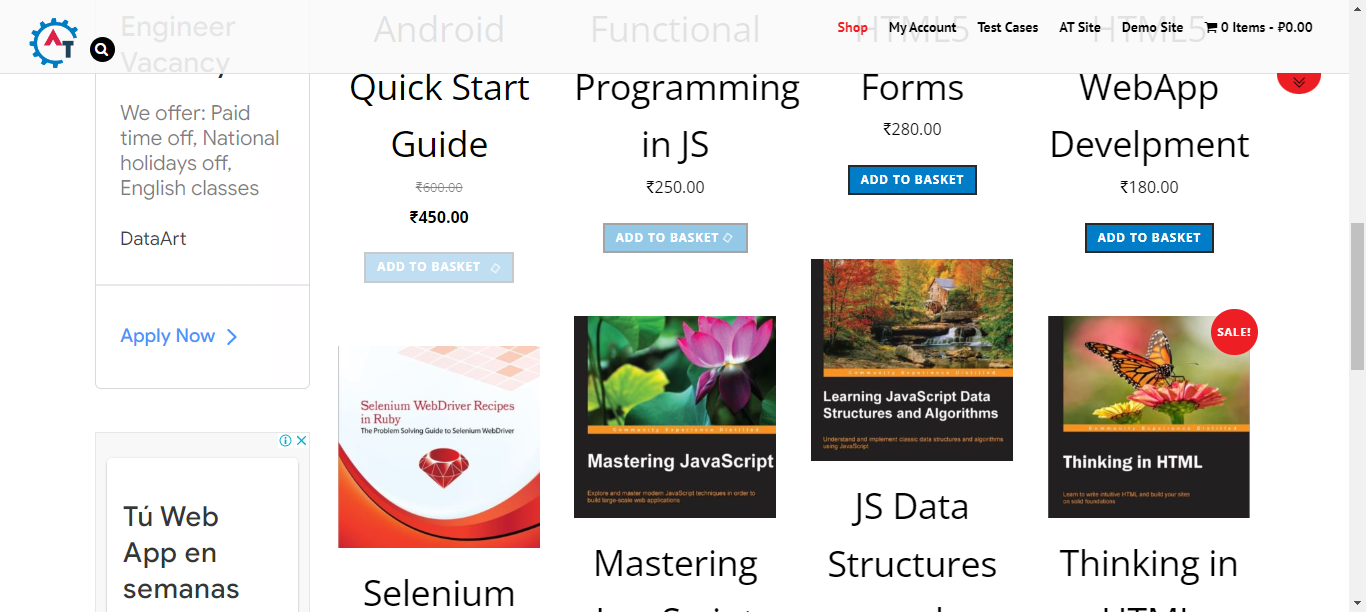 AT
Shop
My Account
Test Cases
AT Site
Demo Site
0 Items - ₽0.00
Engineer
Vacancy
We offer: Paid
time off, National
holidays off,
English classes
DataArt
Apply Now
Tú Web
App en
semanas
Android
Quick Start
Guide
₹600.00
₹450.00
ADD TO BASKET
Functional
Programming
in JS
₹250.00
ADD TO BASKET
HTML5
Forms
₹280.00
ADD TO BASKET
HTML5
WebApp
Develpment
₹180.00
ADD TO BASKET
Selenium WebDriver Recipes
in Ruby
The Problem Solving Guide to Selenium WebDriver
Selenium
Community Experience Distilled
Mastering JavaScript
Explore and master modern JavaScript techniques in order to
build large-scale web applications
Mastering
JavaScript
Community Experience Distilled
Learning JavaScript Data
Structures and Algorithms
Understand and implement classic data structures and algorithms
using JavaScript
JS Data
Structures
and
SALE!
Community Experience Distilled
Thinking in HTML
Learn to write intuitive HTML and build your sites
on solid foundations
Thinking in
HTML